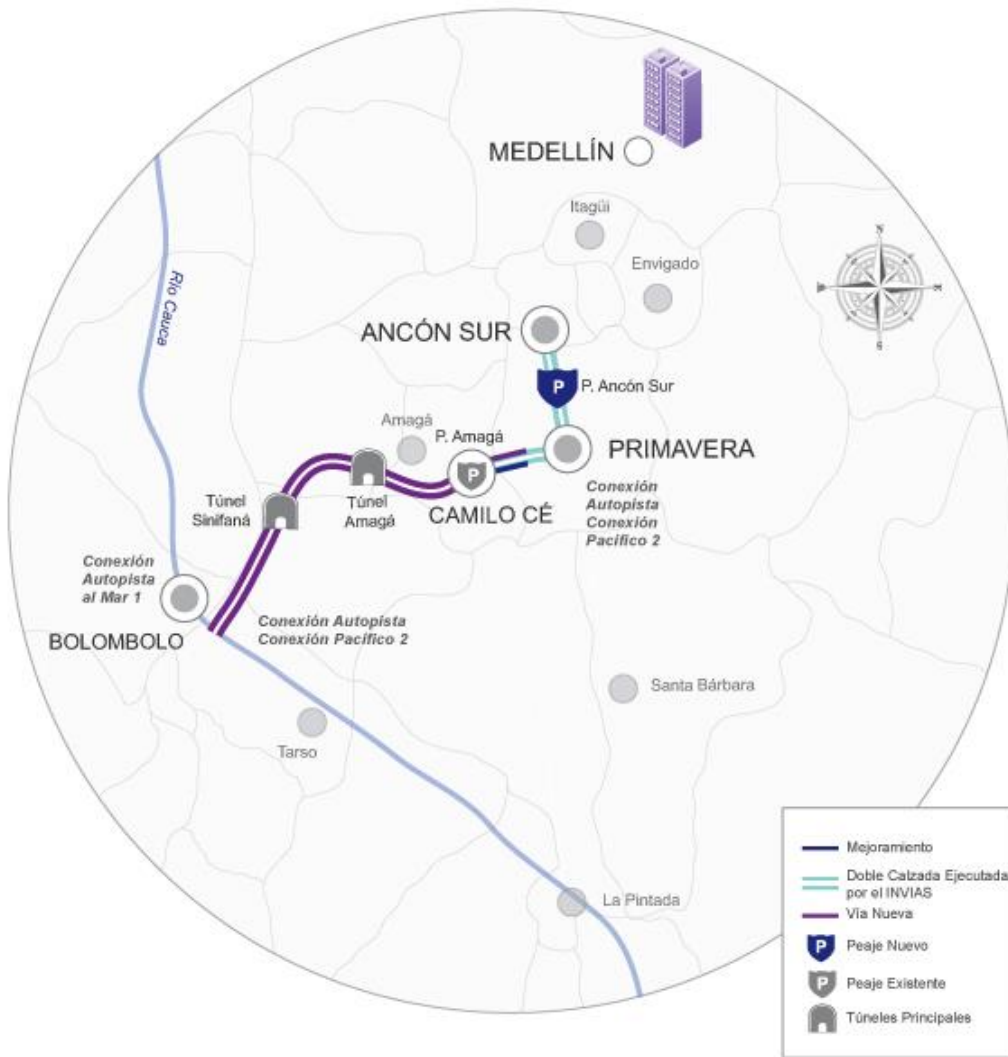 MEDELLÍN
Itagüi
Envigado
Río Cauca
ANCÓN SUR
P
P. Ancón Sur
Amagá
P. Amagá
P
PRIMAVERA
CAMILO CÉ
Conexión
Autopista
Conexión
Pacífico 2
Túnel
Sinifaná
Túnel
Amagá
Conexión
Autopista
al Mar 1
BOLOMBOLO
Conexión Autopista
Conexión Pacífico 2
Santa Bárbara
Tarso
La Pintada
Mejoramiento
Doble Calzada Ejecutada
por el INVIAS
Vía Nueva
P
Peaje Nuevo
P
Peaje Existente
Túneles Principales